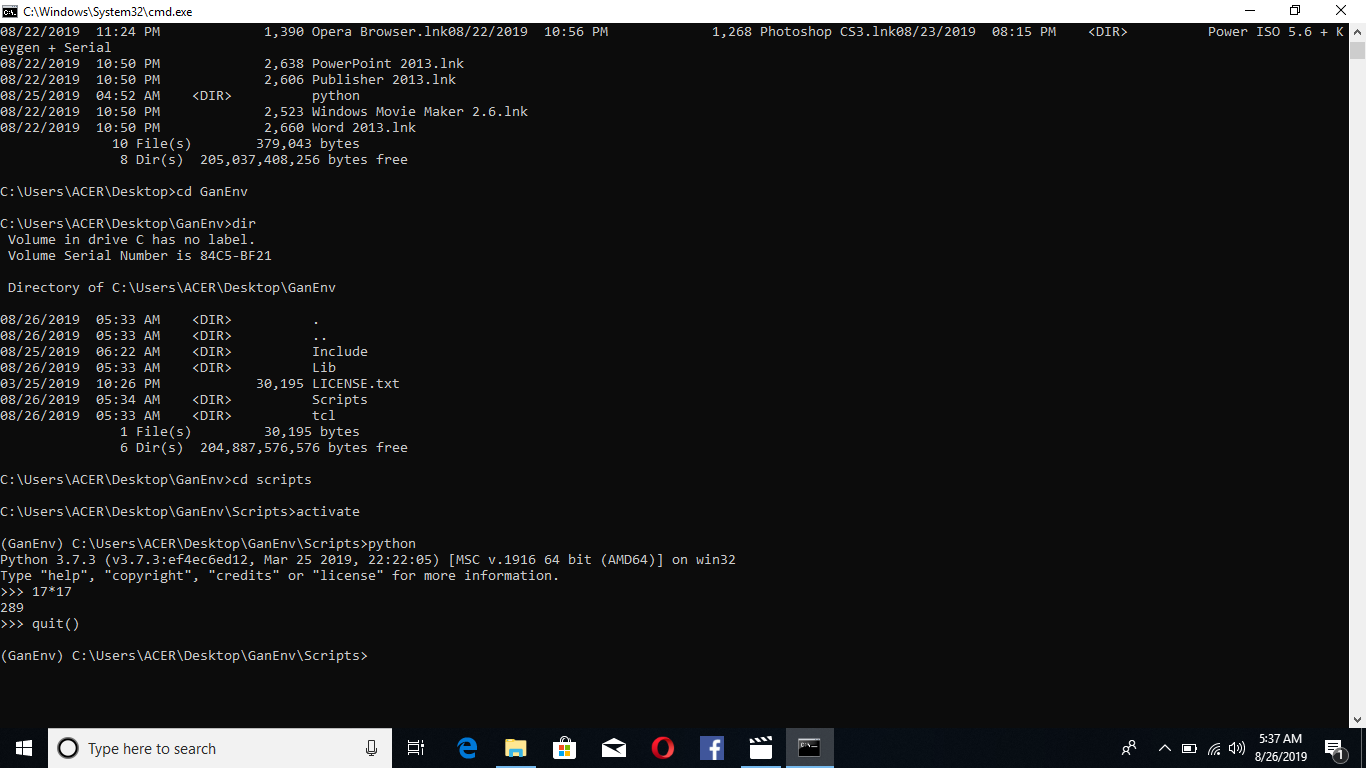 C:\Windows\System32\cmd.exe
08/22/2019  11:24 PM             1,390 Opera Browser.lnk08/22/2019  10:56 PM             1,268 Photoshop CS3.lnk08/23/2019  08:15 PM    <DIR>          Power ISO 5.6 + K
eygen + Serial
08/22/2019  10:50 PM             2,638 PowerPoint 2013.lnk
08/22/2019  10:50 PM             2,606 Publisher 2013.lnk
08/25/2019  04:52 AM    <DIR>          python
08/22/2019  10:50 PM             2,523 Windows Movie Maker 2.6.lnk
08/22/2019  10:50 PM             2,660 Word 2013.lnk
              10 File(s)        379,043 bytes
               8 Dir(s)  205,037,408,256 bytes free
C:\Users\ACER\Desktop>cd GanEnv
C:\Users\ACER\Desktop\GanEnv>dir
 Volume in drive C has no label.
 Volume Serial Number is 84C5-BF21
 Directory of C:\Users\ACER\Desktop\GanEnv
08/26/2019  05:33 AM    <DIR>          .
08/26/2019  05:33 AM    <DIR>          ..
08/25/2019  06:22 AM    <DIR>          Include
08/26/2019  05:33 AM    <DIR>          Lib
03/25/2019  10:26 PM            30,195 LICENSE.txt
08/26/2019  05:34 AM    <DIR>          Scripts
08/26/2019  05:33 AM    <DIR>          tcl
               1 File(s)         30,195 bytes
               6 Dir(s)  204,887,576,576 bytes free
C:\Users\ACER\Desktop\GanEnv>cd scripts
C:\Users\ACER\Desktop\GanEnv\Scripts>activate
(GanEnv) C:\Users\ACER\Desktop\GanEnv\Scripts>python
Python 3.7.3 (v3.7.3:ef4ec6ed12, Mar 25 2019, 22:22:05) [MSC v.1916 64 bit (AMD64)] on win32
Type "help", "copyright", "credits" or "license" for more information.
>>> 17*17
289
>>> quit()
(GanEnv) C:\Users\ACER\Desktop\GanEnv\Scripts>
Type here to search
5:37 AM
8/26/2019
1